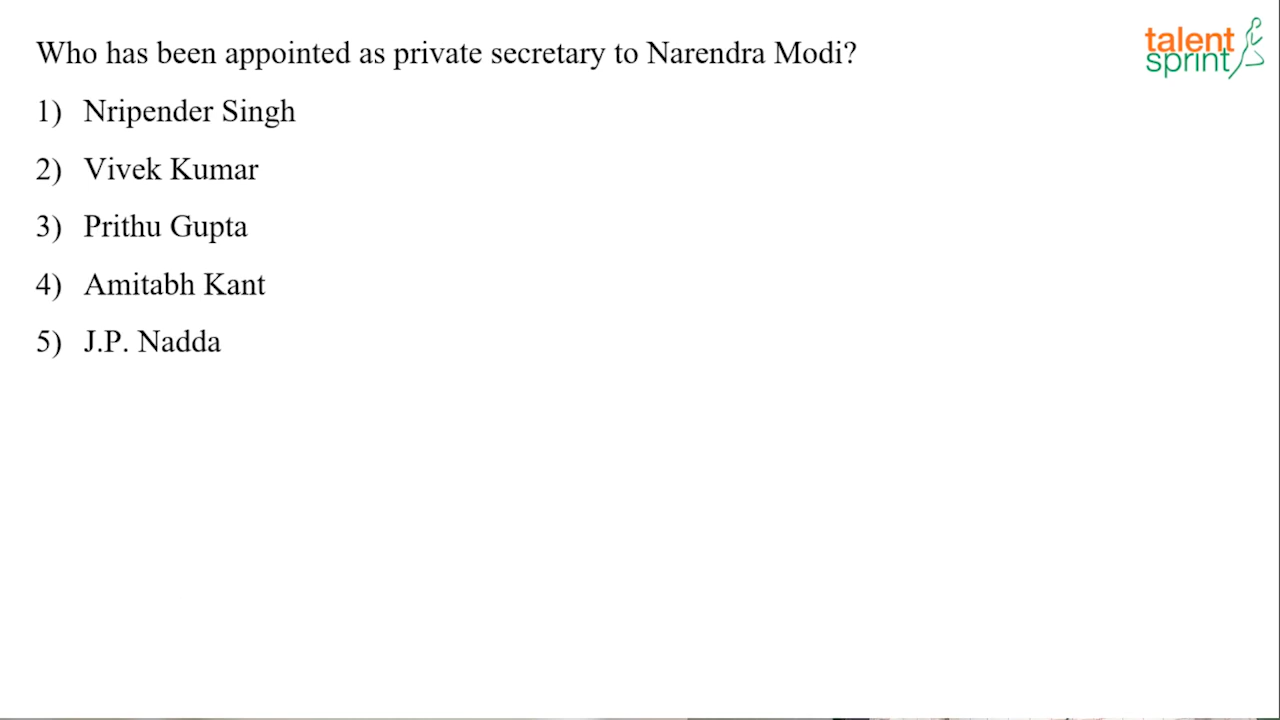 Who has been appointed as private secretary to Narendra Modi?
talent
sprint
1) Nripender Singh
2) Vivek Kumar
3) Prithu Gupta
4) Amitabh Kant
5) J.P. Nadda